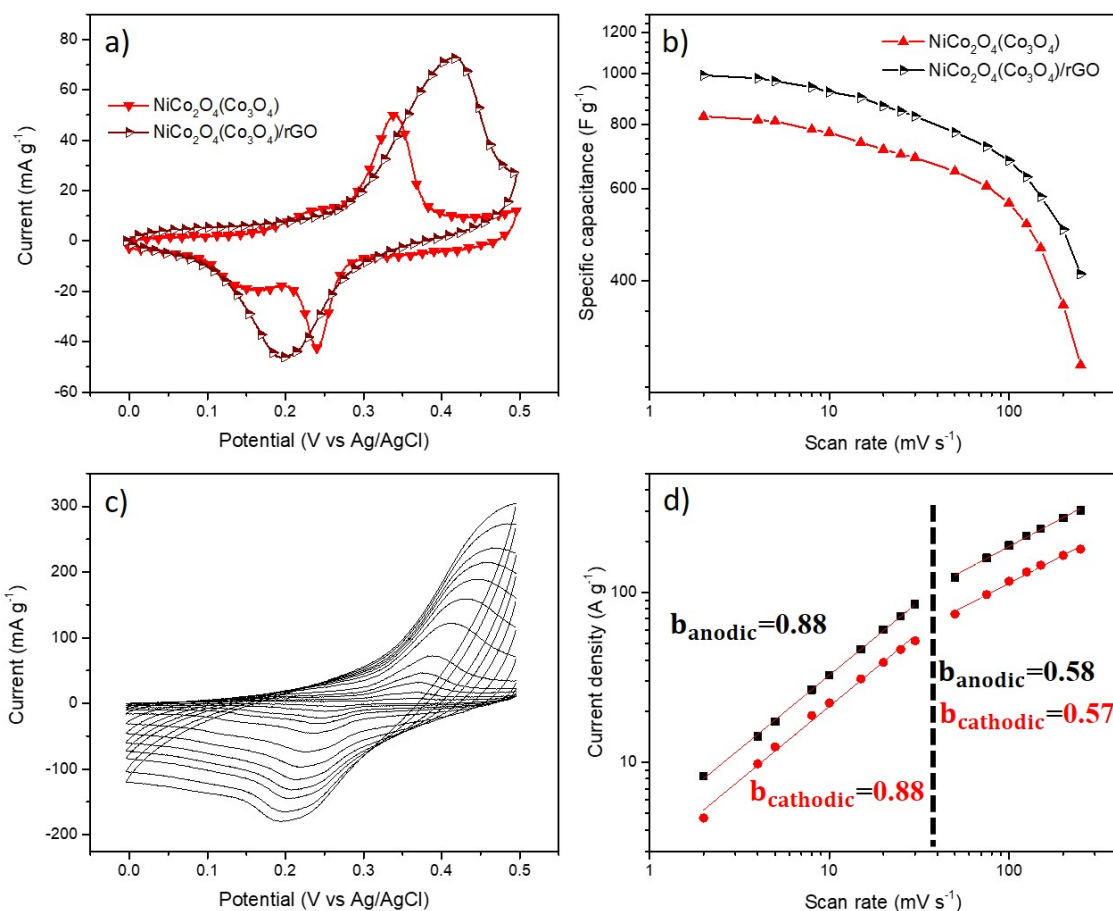 a)
NiCo₂O₄(Co₃O₄)
NiCo₂O₄(Co₃O₄)/rGO
80
60
40
20
0
-20
-40
-60
Current (mA g⁻¹)
0.0 0.1 0.2 0.3 0.4 0.5
Potential (V vs Ag/AgCl)
b)
NiCo₂O₄(Co₃O₄)
NiCo₂O₄(Co₃O₄)/rGO
1000
800
600
400
Specific capacitance (F g⁻¹)
1 10 100
Scan rate (mV s⁻¹)
c)
300
200
100
0
-100
-200
Current (mA g⁻¹)
0.0 0.1 0.2 0.3 0.4 0.5
Potential (V vs Ag/AgCl)
d)
100
10
Current density (A g⁻¹)
b_anodic=0.88
b_anodic=0.58
b_cathodic=0.57
b_cathodic=0.88
1 10 100
Scan rate (mV s⁻¹)